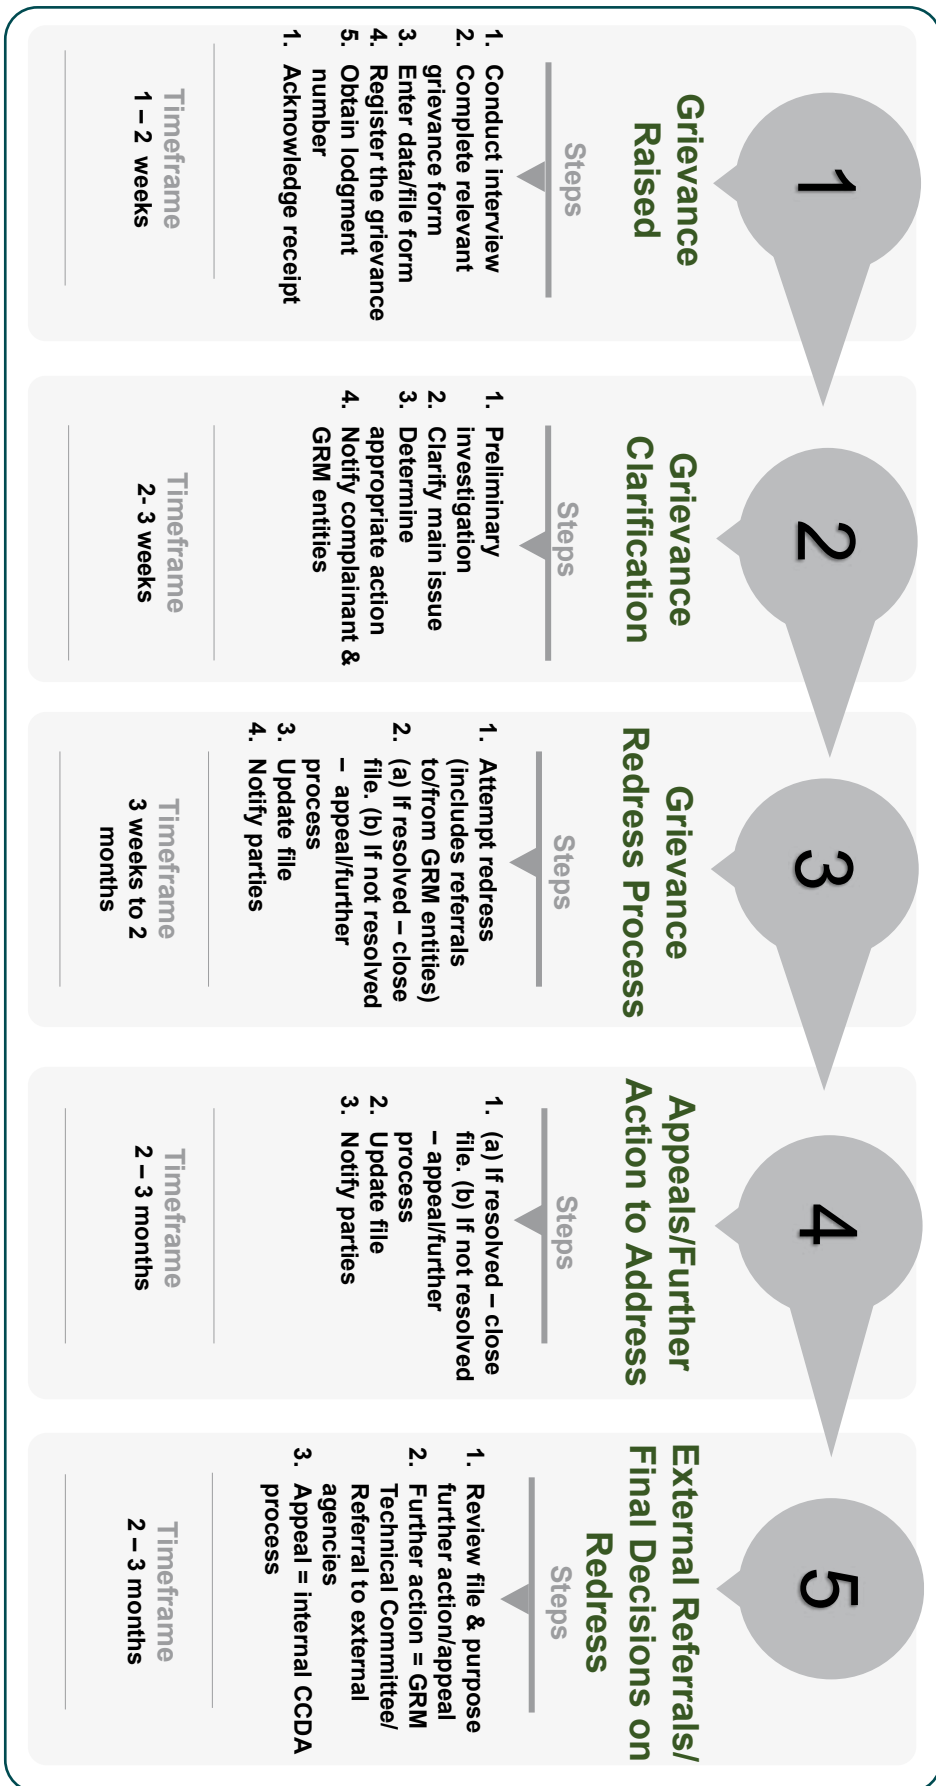 1
Grievance
Raised
Steps
1. Conduct interview
2. Complete relevant
grievance form
3. Enter data/file form
4. Register the grievance
5. Obtain lodgment
number
1. Acknowledge receipt
Timeframe
1 – 2 weeks
2
Grievance
Clarification
Steps
1. Preliminary
investigation
2. Clarify main issue
3. Determine
appropriate action
4. Notify complainant &
GRM entities
Timeframe
2- 3 weeks
3
Grievance
Redress Process
Steps
1. Attempt redress
(includes referrals
to/from GRM entities)
2. (a) If resolved – close
file. (b) If not resolved
– appeal/further
process
3. Update file
4. Notify parties
Timeframe
3 weeks to 2
months
4
Appeals/Further
Action to Address
Steps
1. (a) If resolved – close
file. (b) If not resolved
– appeal/further
process
2. Update file
3. Notify parties
Timeframe
2 – 3 months
5
External Referrals/
Final Decisions on
Redress
Steps
1. Review file & purpose
further action/appeal
2. Further action = GRM
Technical Committee/
Referral to external
agencies
3. Appeal = internal CCDA
process
Timeframe
2 – 3 months